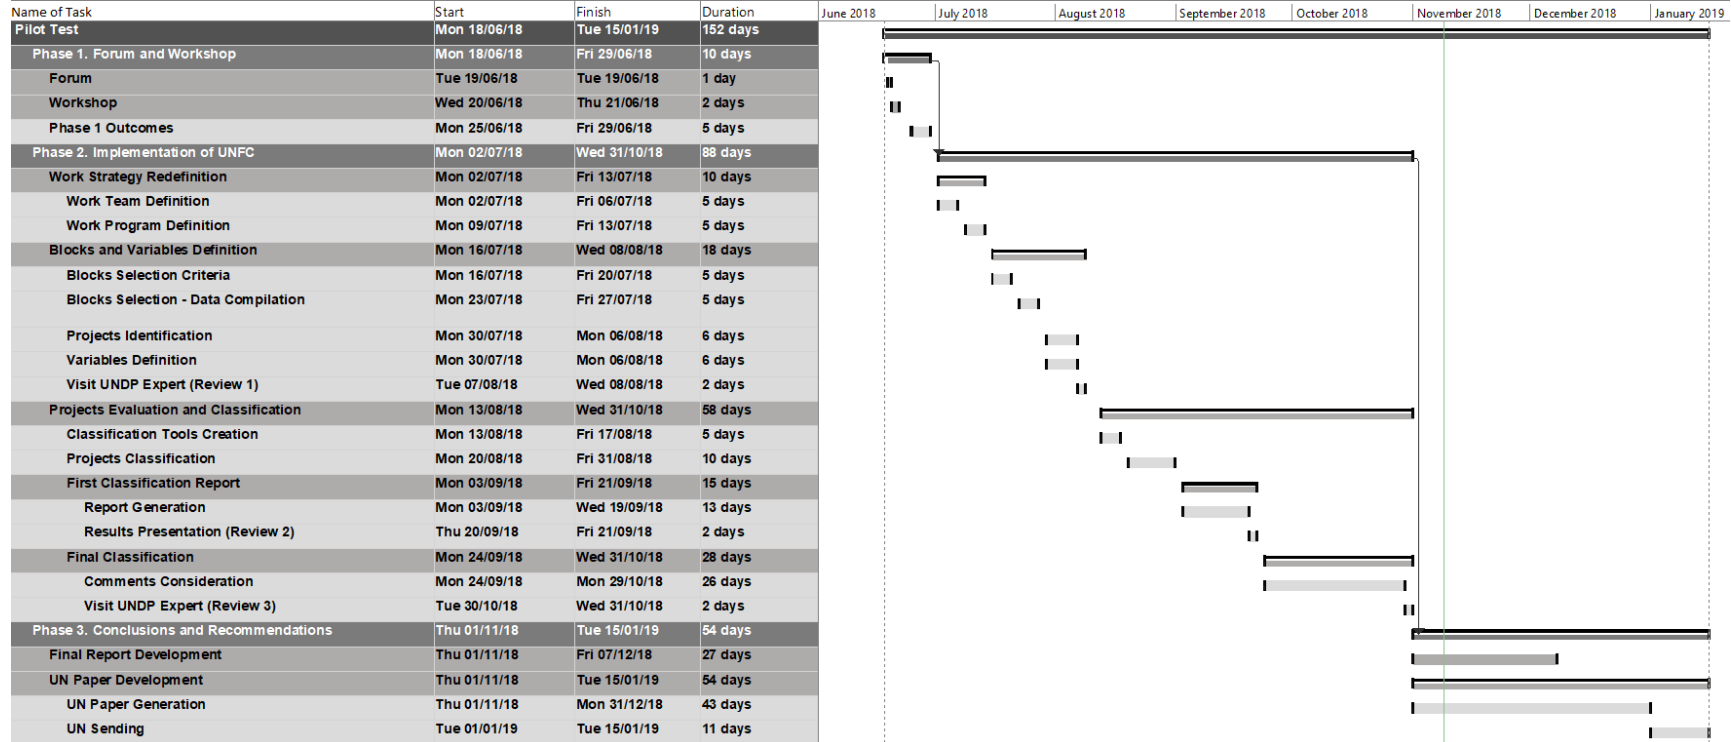 Name of Task Start Finish Duration June 2018 July 2018 August 2018 September 2018 October 2018 November 2018 December 2018 January 2019
Pilot Test Mon 18/06/18 Tue 15/01/19 152 days
Phase 1. Forum and Workshop Mon 18/06/18 Fri 29/06/18 10 days
Forum Tue 19/06/18 Tue 19/06/18 1 day
Workshop Wed 20/06/18 Thu 21/06/18 2 days
Phase 1 Outcomes Mon 25/06/18 Fri 29/06/18 5 days
Phase 2. Implementation of UNFC Mon 02/07/18 Wed 31/10/18 88 days
Work Strategy Redefinition Mon 02/07/18 Fri 13/07/18 10 days
Work Team Definition Mon 02/07/18 Fri 06/07/18 5 days
Work Program Definition Mon 09/07/18 Fri 13/07/18 5 days
Blocks and Variables Definition Mon 16/07/18 Wed 08/08/18 18 days
Blocks Selection Criteria Mon 16/07/18 Fri 20/07/18 5 days
Blocks Selection - Data Compilation Mon 23/07/18 Fri 27/07/18 5 days
Projects Identification Mon 30/07/18 Mon 06/08/18 6 days
Variables Definition Mon 30/07/18 Mon 06/08/18 6 days
Visit UNDP Expert (Review 1) Tue 07/08/18 Wed 08/08/18 2 days
Projects Evaluation and Classification Mon 13/08/18 Wed 31/10/18 58 days
Classification Tools Creation Mon 13/08/18 Fri 17/08/18 5 days
Projects Classification Mon 20/08/18 Fri 31/08/18 10 days
First Classification Report Mon 03/09/18 Fri 21/09/18 15 days
Report Generation Mon 03/09/18 Wed 19/09/18 13 days
Results Presentation (Review 2) Thu 20/09/18 Fri 21/09/18 2 days
Final Classification Mon 24/09/18 Wed 31/10/18 28 days
Comments Consideration Mon 24/09/18 Mon 29/10/18 26 days
Visit UNDP Expert (Review 3) Tue 30/10/18 Wed 31/10/18 2 days
Phase 3. Conclusions and Recommendations Thu 01/11/18 Tue 15/01/19 54 days
Final Report Development Thu 01/11/18 Fri 07/12/18 27 days
UN Paper Development Thu 01/11/18 Tue 15/01/19 54 days
UN Paper Generation Thu 01/11/18 Mon 31/12/18 43 days
UN Sending Tue 01/01/19 Tue 15/01/19 11 days